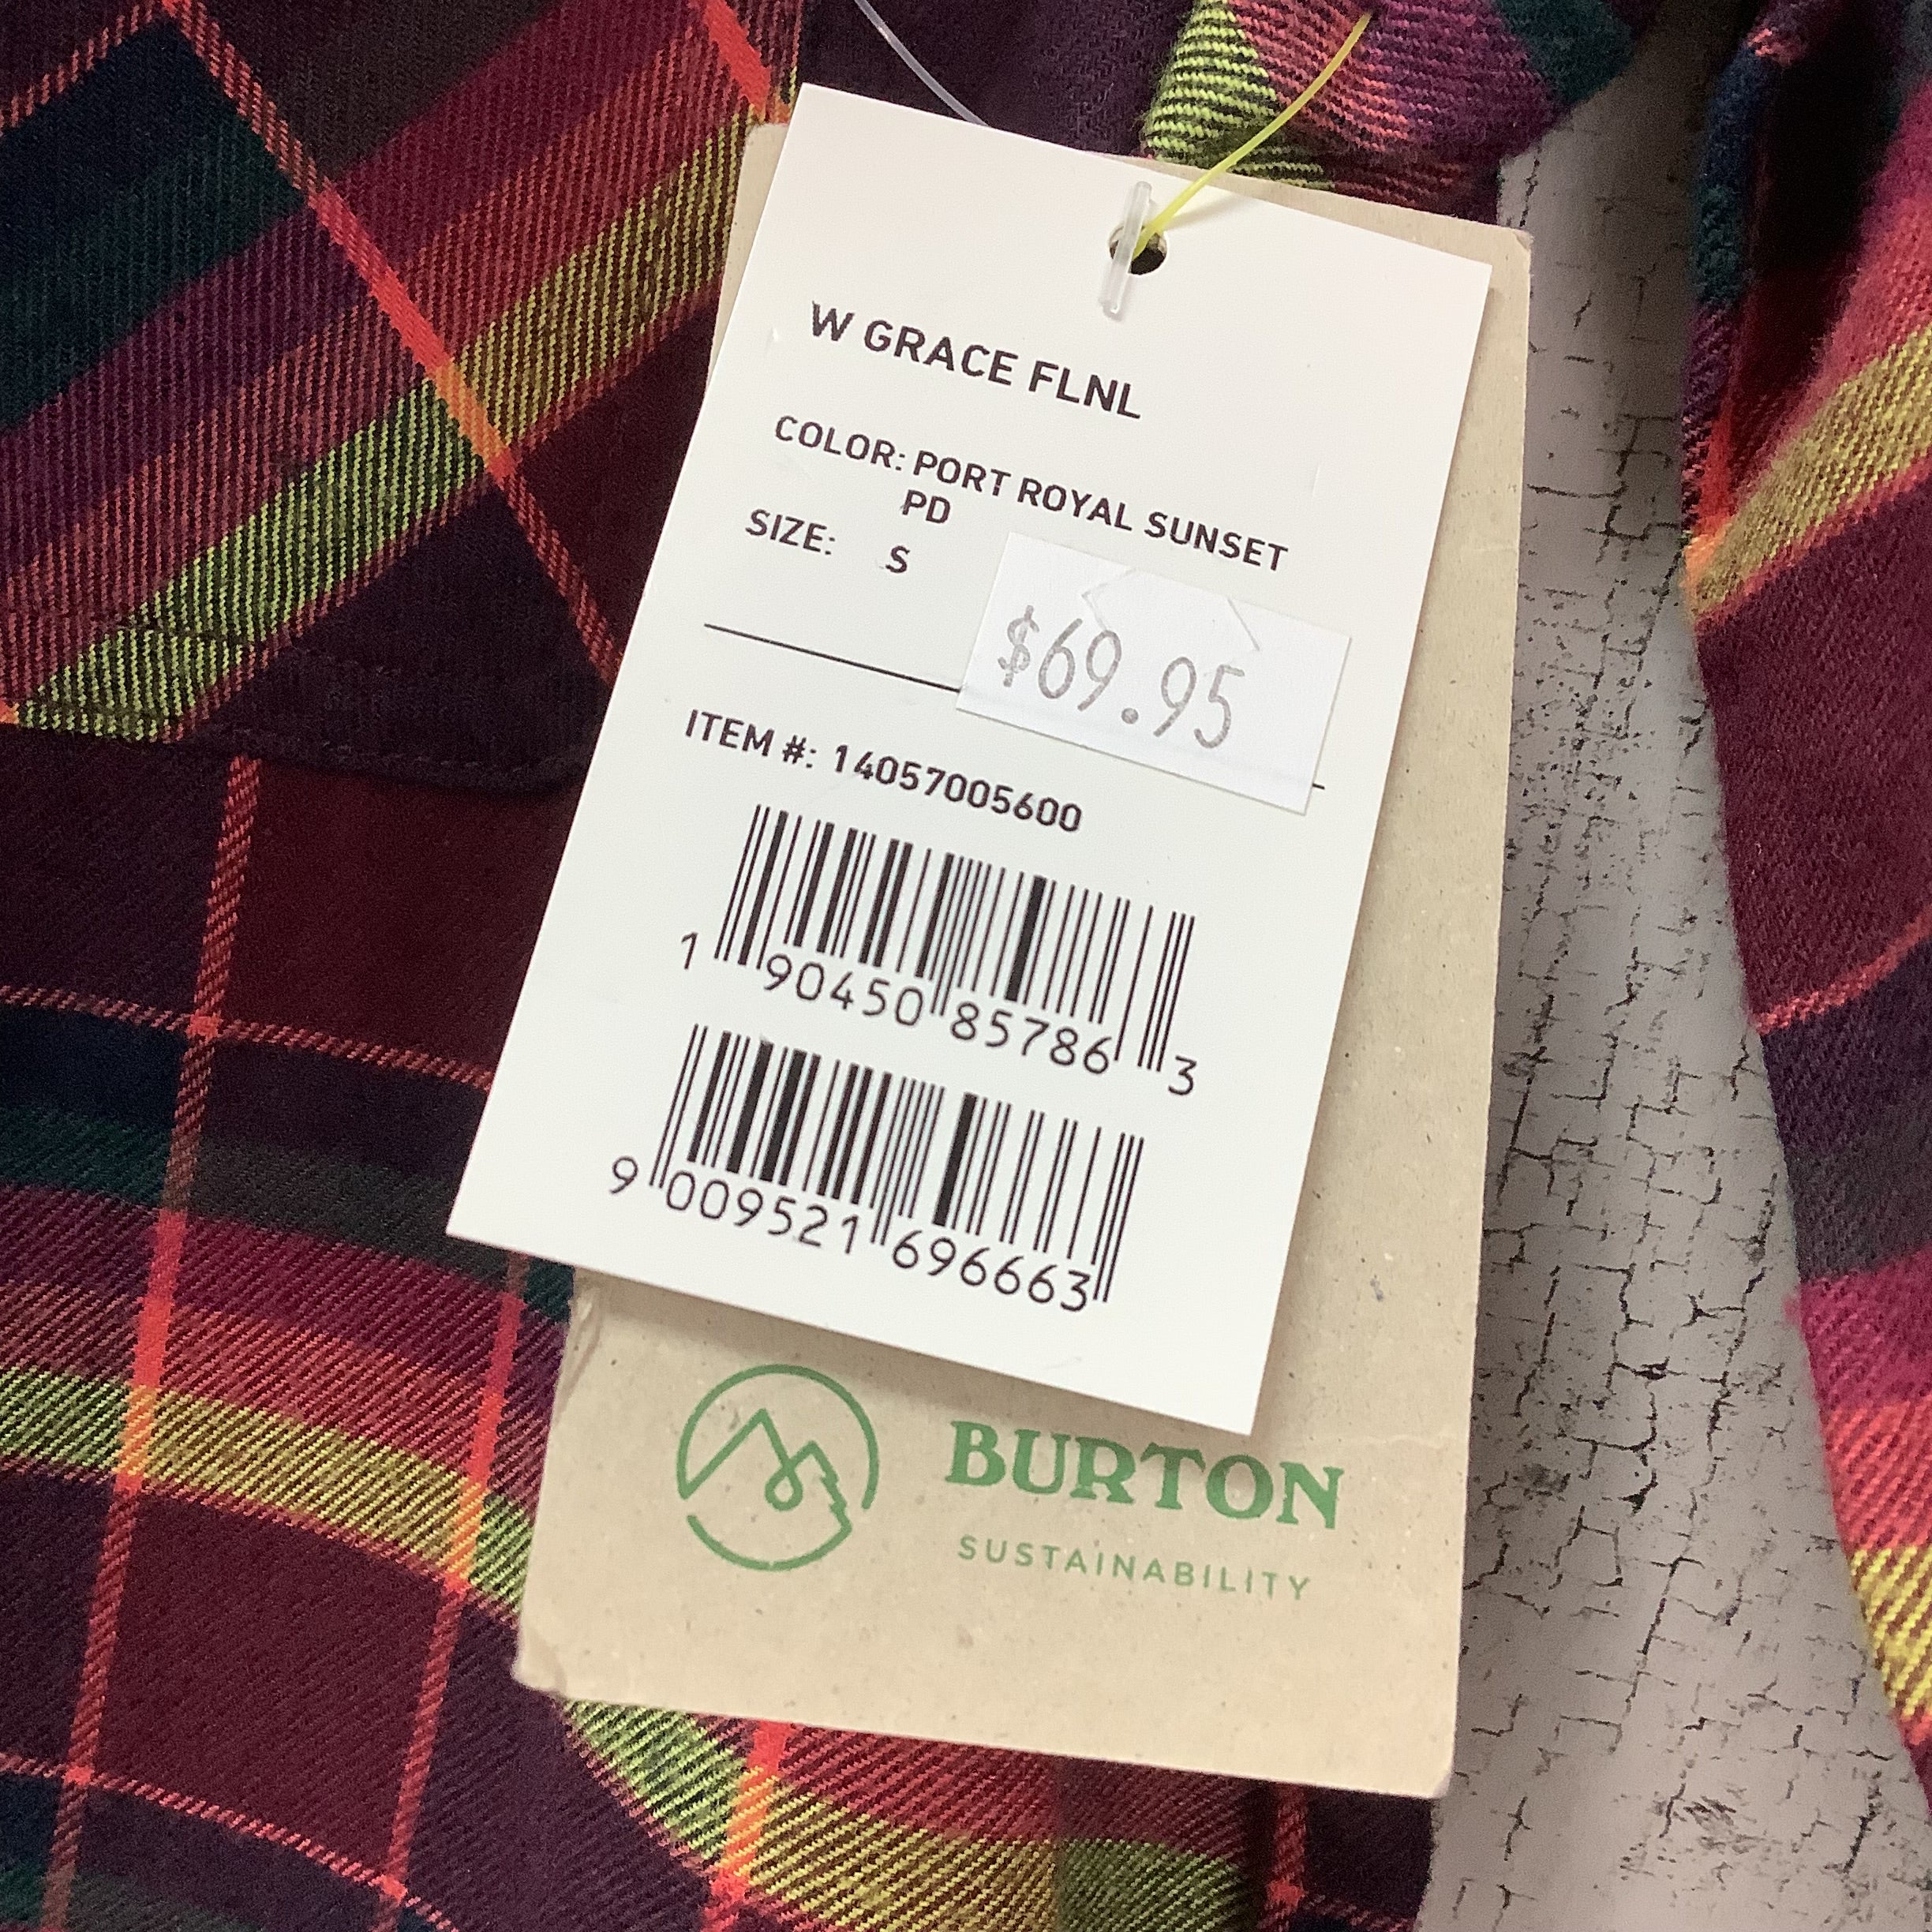 W GRACE FLNL
COLOR: PORT ROYAL SUNSET
PD
SIZE: S
$69.95
ITEM #: 14057005600
1 90450 85786 3
9 009521 696663
BURTON
SUSTAINABILITY